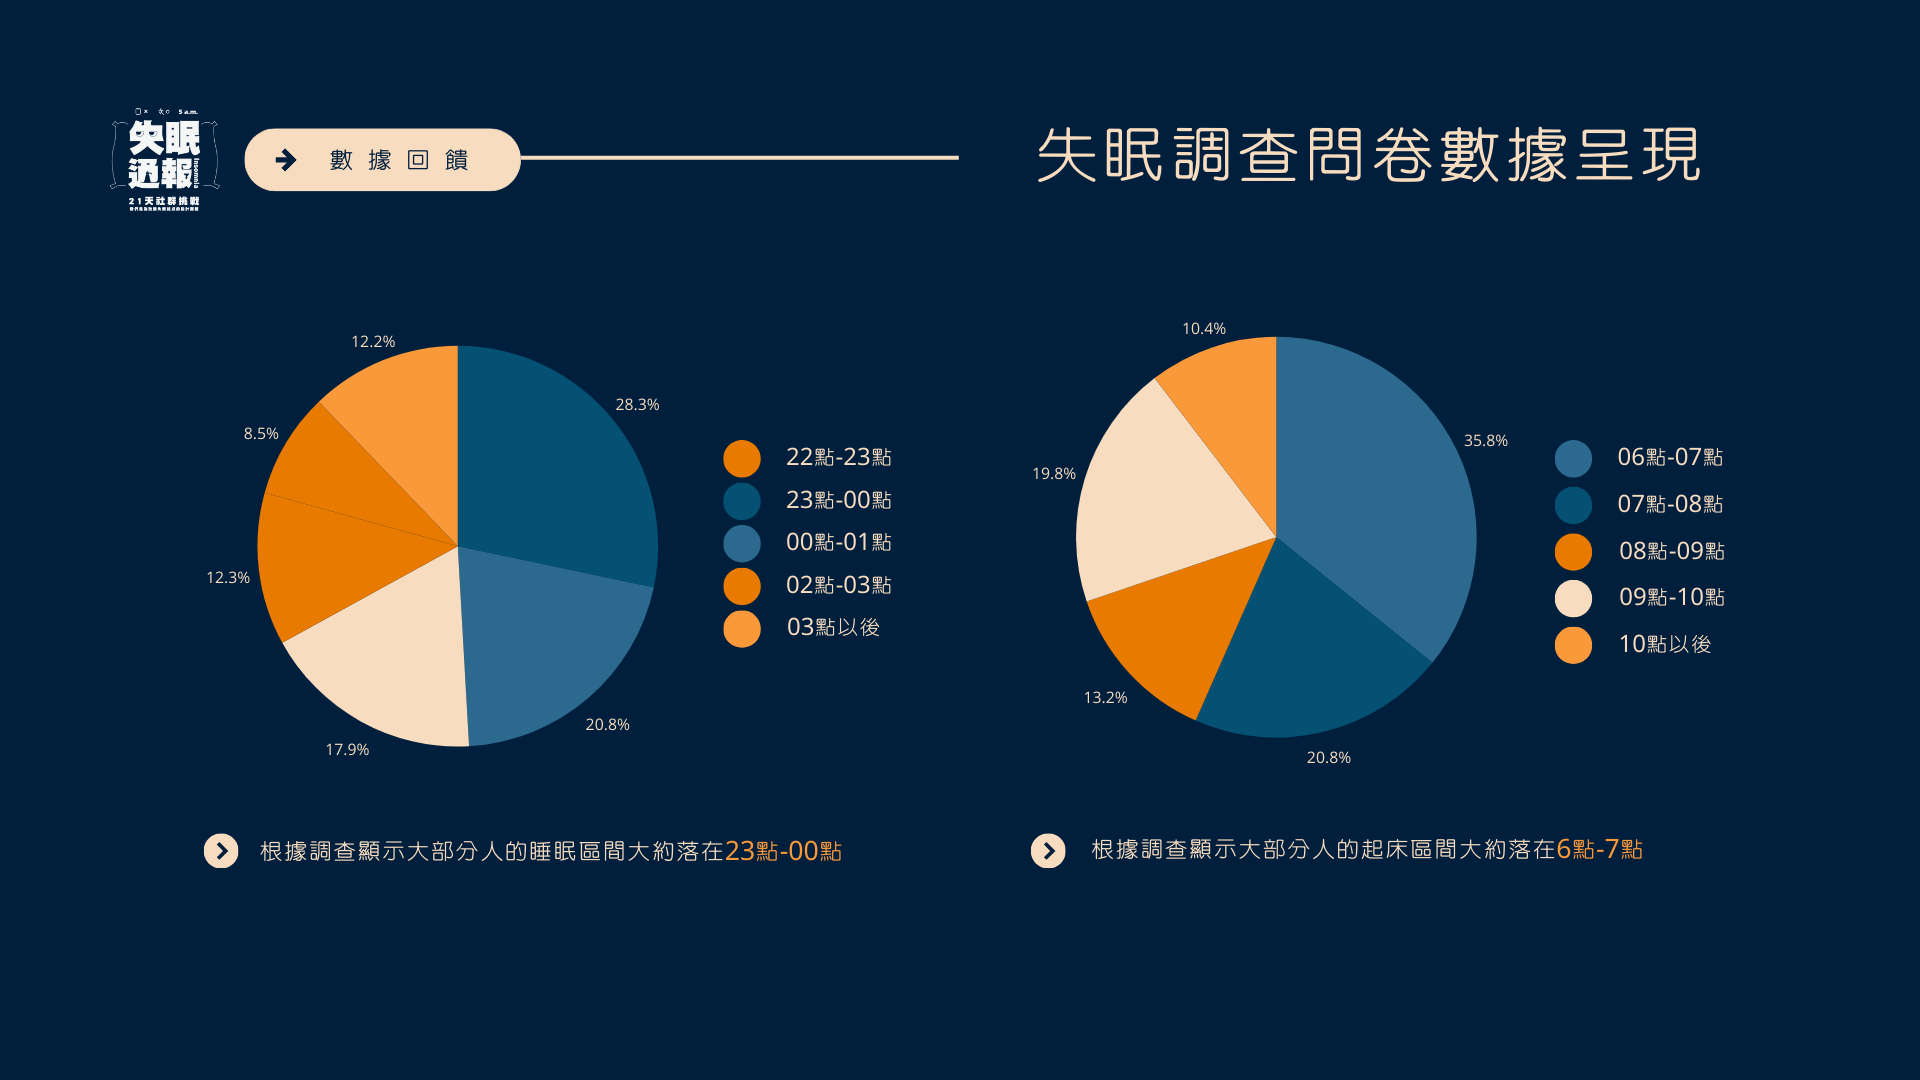 失眠
通報
Insomnia
21天社群挑戰
數據回饋
失眠調查問卷數據呈現
12.2%
28.3%
8.5%
12.3%
20.8%
17.9%
22點-23點
23點-00點
00點-01點
02點-03點
03點以後
10.4%
35.8%
19.8%
13.2%
20.8%
06點-07點
07點-08點
08點-09點
09點-10點
10點以後
根據調查顯示大部分人的睡眠區間大約落在23點-00點
根據調查顯示大部分人的起床區間大約落在6點-7點